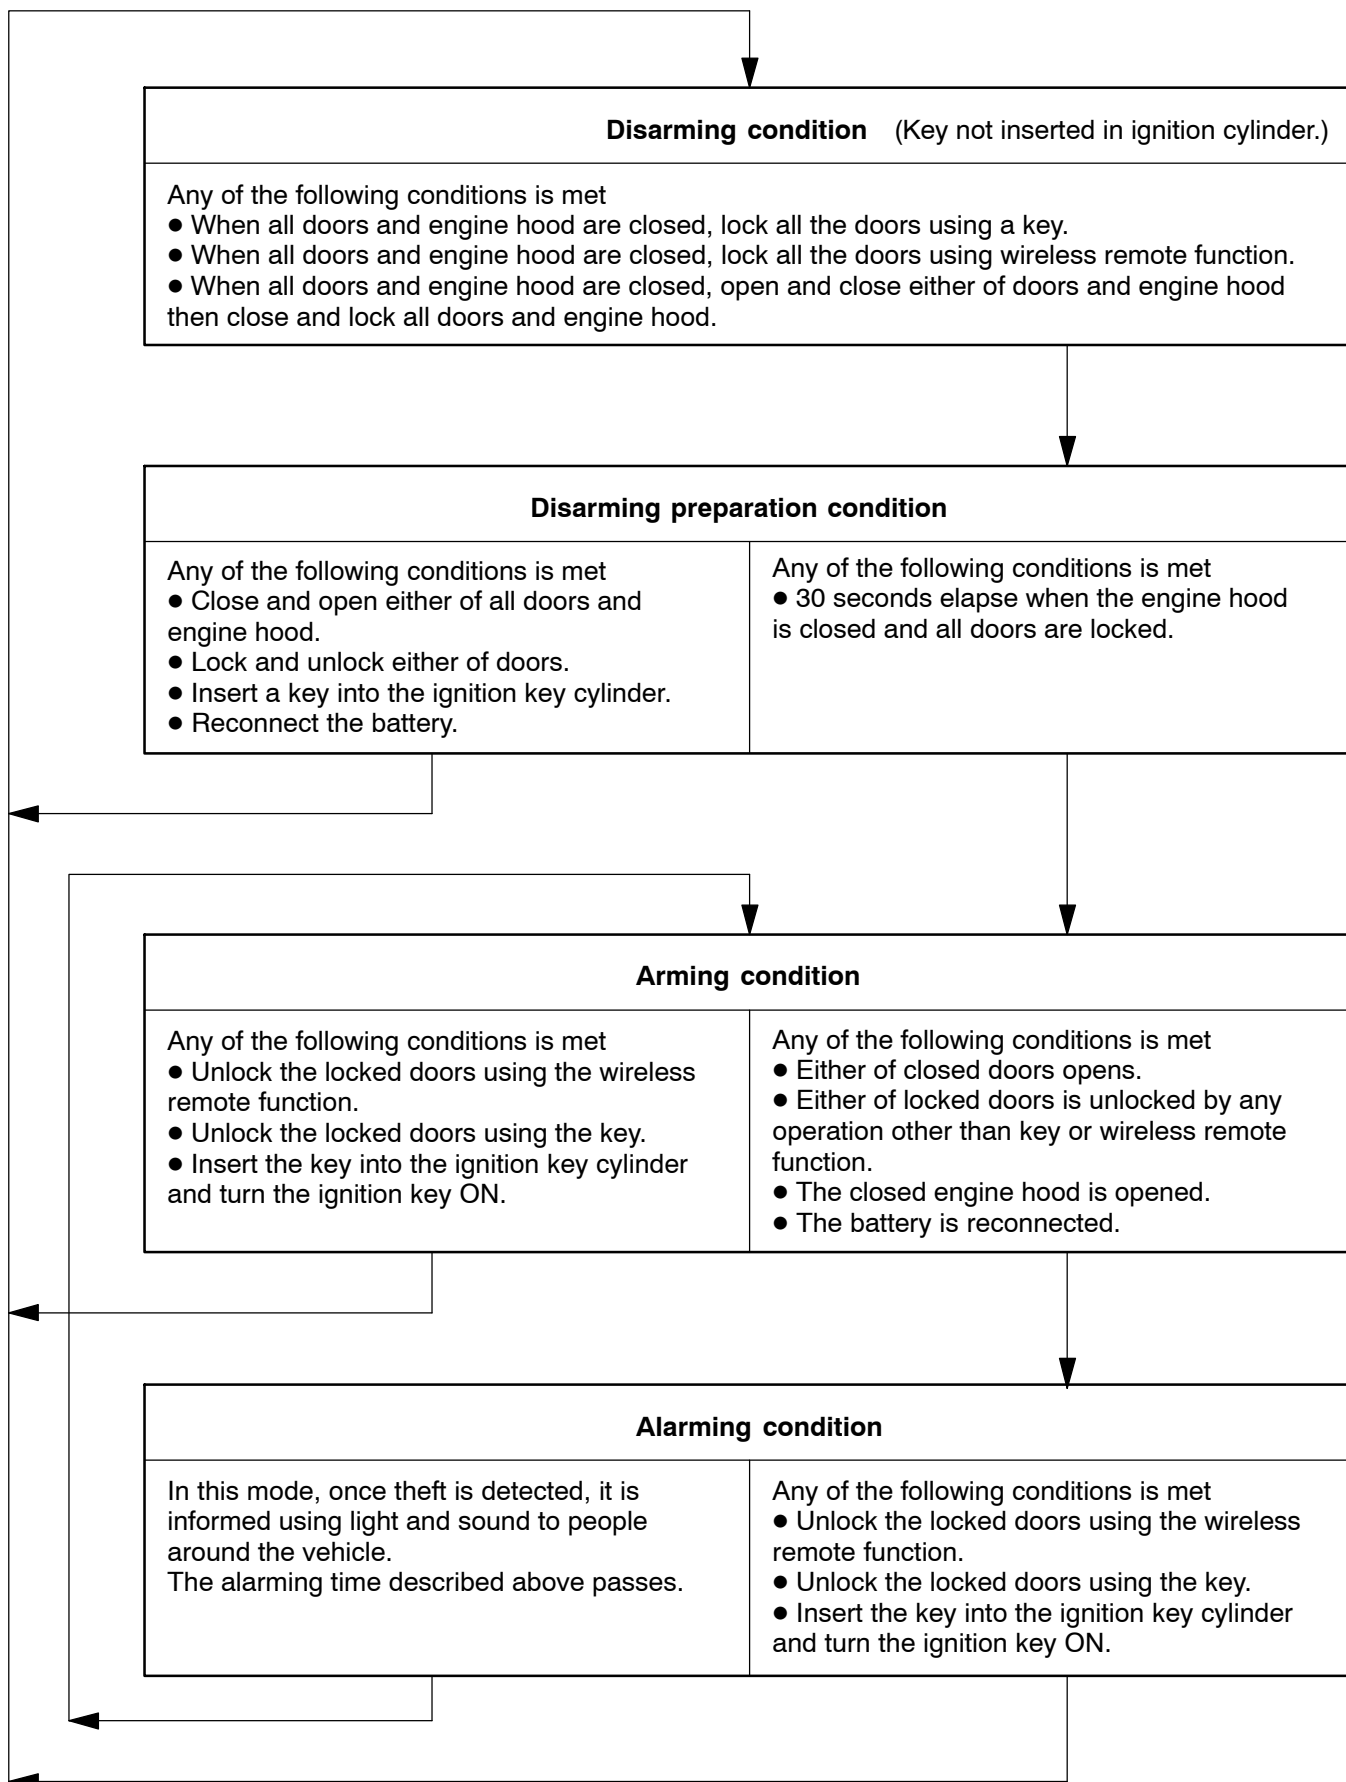 Disarming condition (Key not inserted in ignition cylinder.)
Any of the following conditions is met
● When all doors and engine hood are closed, lock all the doors using a key.
● When all doors and engine hood are closed, lock all the doors using wireless remote function.
● When all doors and engine hood are closed, open and close either of doors and engine hood
then close and lock all doors and engine hood.
Disarming preparation condition
Any of the following conditions is met
● Close and open either of all doors and
engine hood.
● Lock and unlock either of doors.
● Insert a key into the ignition key cylinder.
● Reconnect the battery.
Any of the following conditions is met
● 30 seconds elapse when the engine hood
is closed and all doors are locked.
Arming condition
Any of the following conditions is met
● Unlock the locked doors using the wireless
remote function.
● Unlock the locked doors using the key.
● Insert the key into the ignition key cylinder
and turn the ignition key ON.
Any of the following conditions is met
● Either of closed doors opens.
● Either of locked doors is unlocked by any
operation other than key or wireless remote
function.
● The closed engine hood is opened.
● The battery is reconnected.
Alarming condition
In this mode, once theft is detected, it is
informed using light and sound to people
around the vehicle.
The alarming time described above passes.
Any of the following conditions is met
● Unlock the locked doors using the wireless
remote function.
● Unlock the locked doors using the key.
● Insert the key into the ignition key cylinder
and turn the ignition key ON.